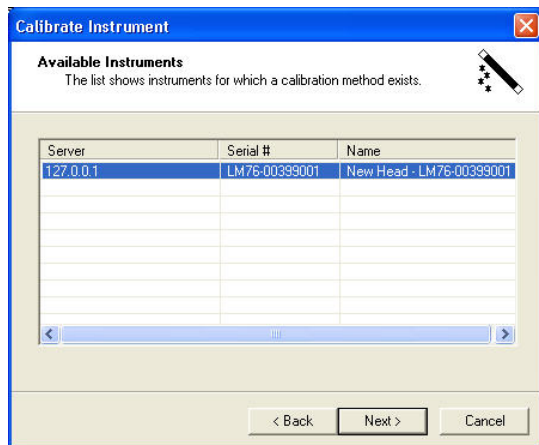 Calibrate Instrument
Available Instruments
The list shows instruments for which a calibration method exists.
Server Serial # Name
127.0.0.1 LM76-00399001 New Head - LM76-00399001
< Back Next > Cancel